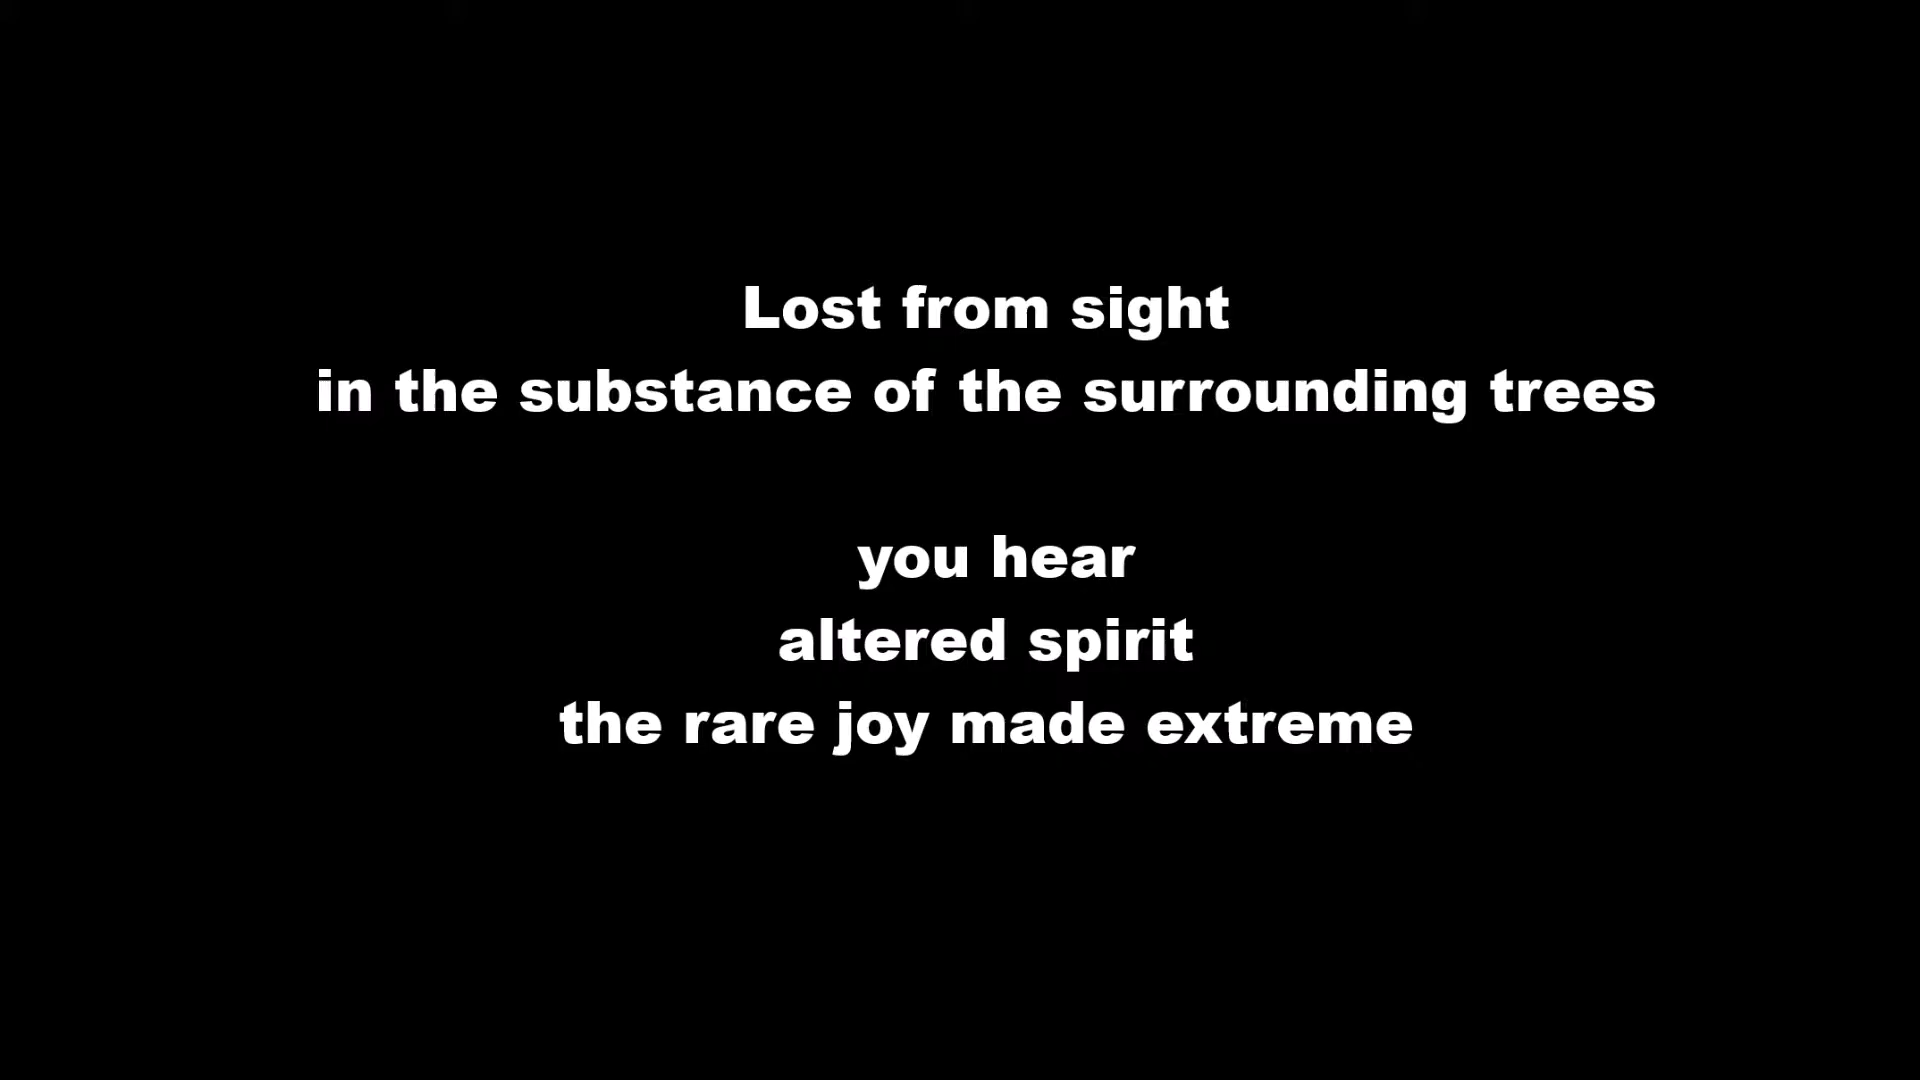 Lost from sight
in the substance of the surrounding trees
you hear
altered spirit
the rare joy made extreme